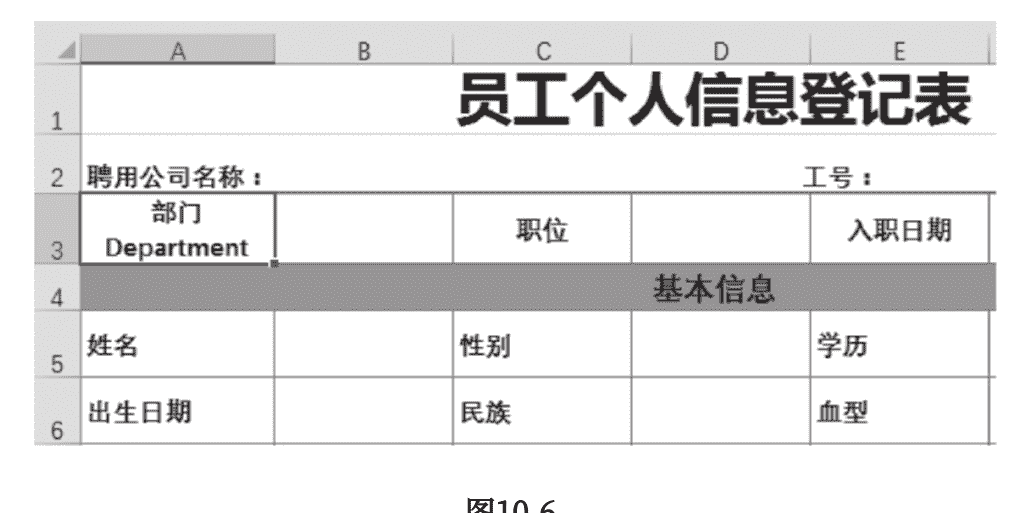 A B C D E
1 员工个人信息登记表
2 聘用公司名称： 工号：
部门
3 Department 职位 入职日期
4 基本信息
5 姓名 性别 学历
6 出生日期 民族 血型
图10.6